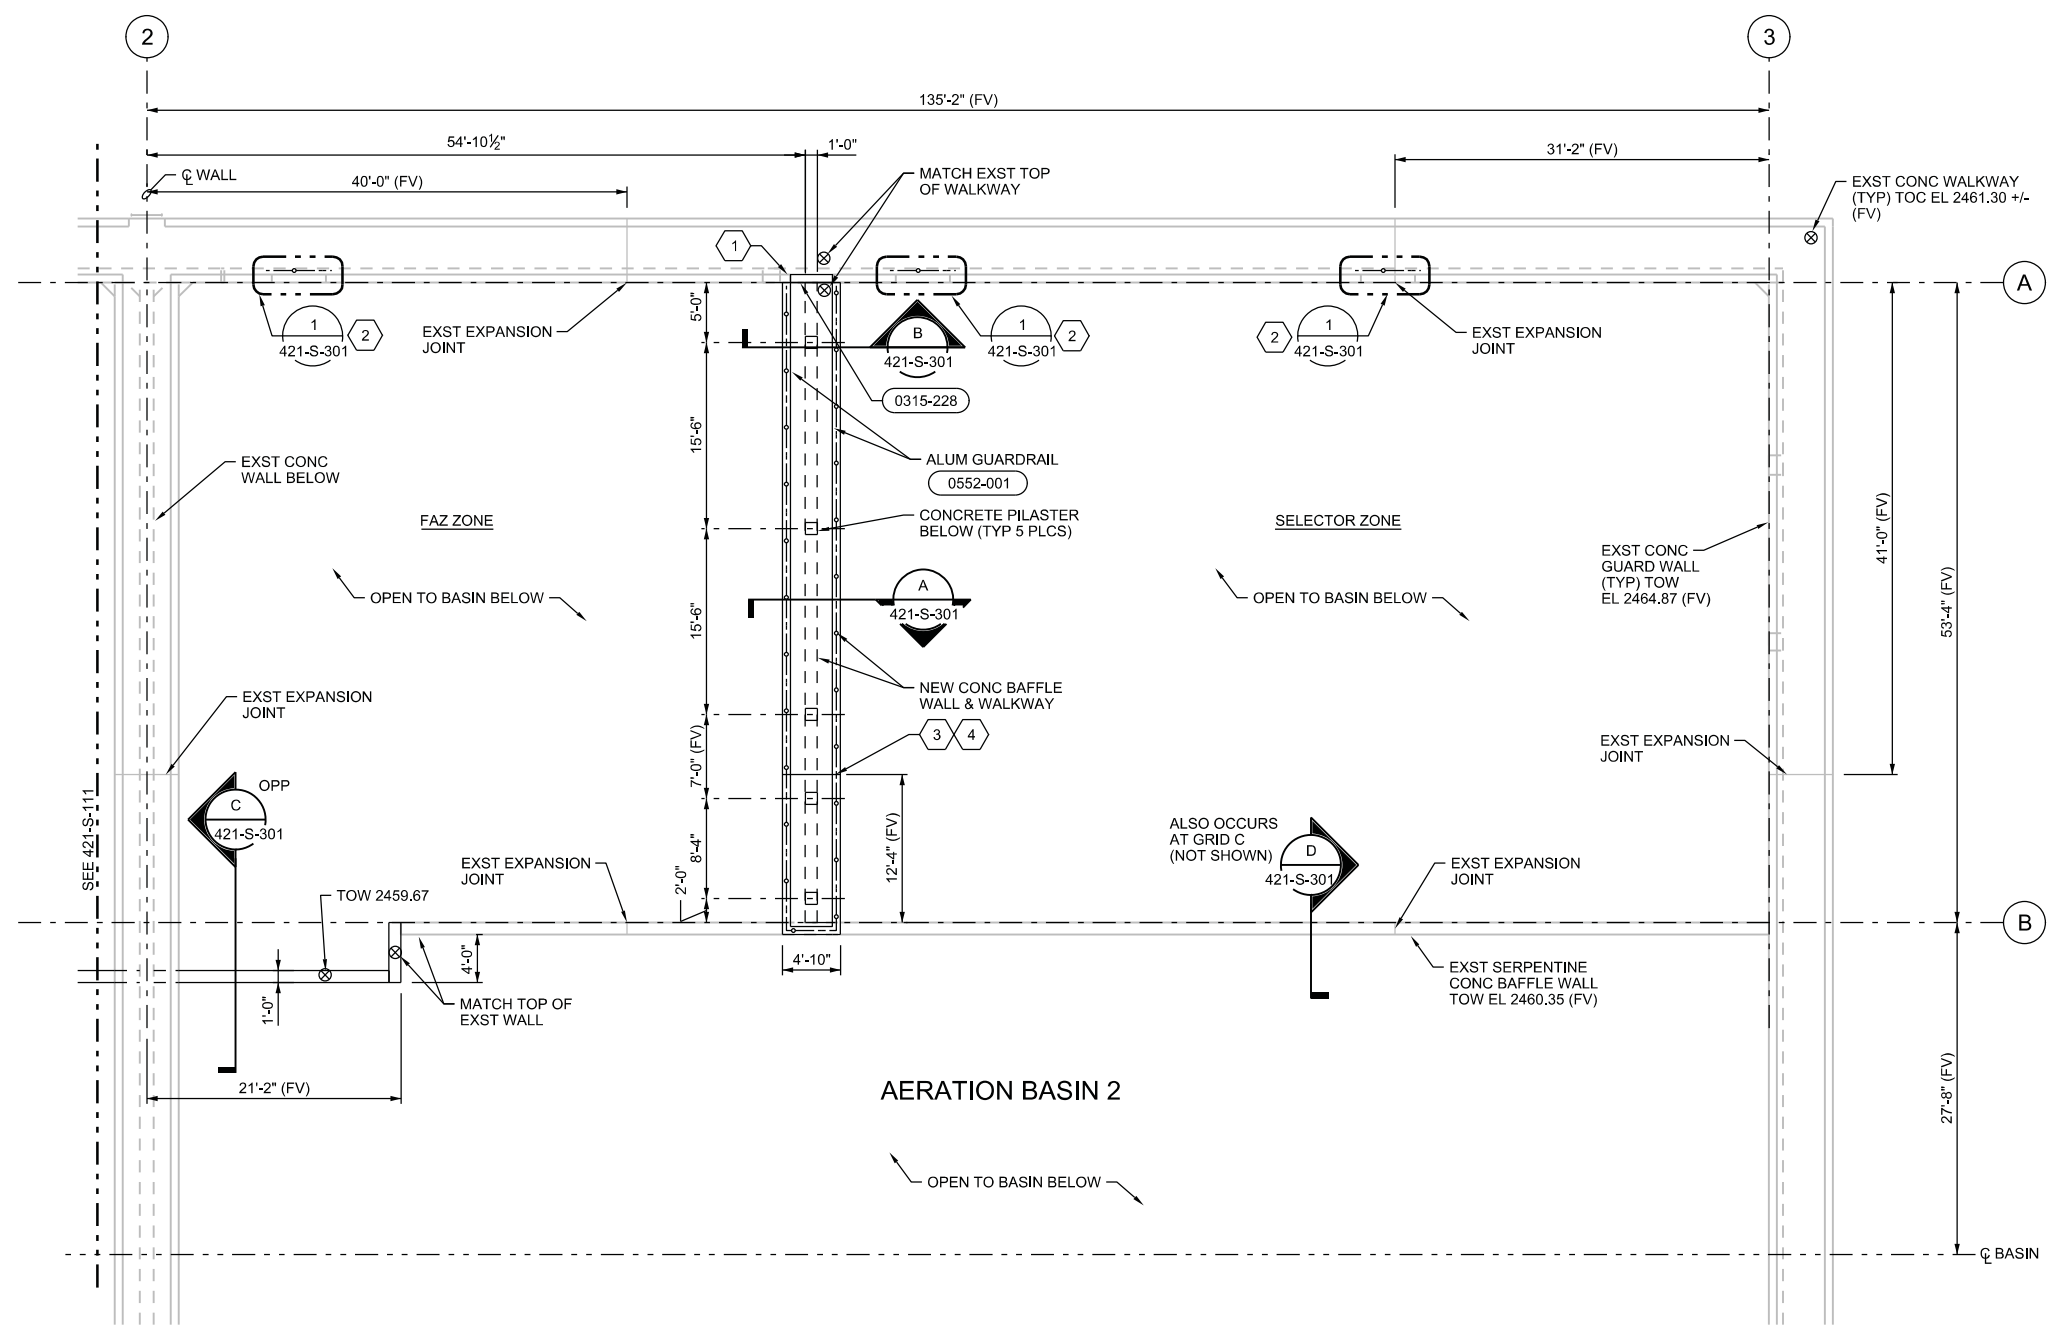 2
3
135'-2" (FV)
54'-10½"
1'-0"
31'-2" (FV)
℄ WALL
40'-0" (FV)
MATCH EXST TOP
OF WALKWAY
EXST CONC WALKWAY
(TYP) TOC EL 2461.30 +/-
(FV)
1
A
5'-0"
1
421-S-301
2
EXST EXPANSION
JOINT
B
421-S-301
1
421-S-301
2
2
1
421-S-301
EXST EXPANSION
JOINT
0315-228
15'-6"
EXST CONC
WALL BELOW
ALUM GUARDRAIL
0552-001
FAZ ZONE
CONCRETE PILASTER
BELOW (TYP 5 PLCS)
SELECTOR ZONE
41'-0" (FV)
EXST CONC
GUARD WALL
(TYP) TOW
EL 2464.87 (FV)
53'-4" (FV)
OPEN TO BASIN BELOW
15'-6"
A
421-S-301
OPEN TO BASIN BELOW
EXST EXPANSION
JOINT
NEW CONC BAFFLE
WALL & WALKWAY
3
4
7'-0" (FV)
EXST EXPANSION
JOINT
SEE 421-S-111
C
421-S-301
OPP
8'-4"
12'-4" (FV)
ALSO OCCURS
AT GRID C
(NOT SHOWN)
D
421-S-301
EXST EXPANSION
JOINT
EXST EXPANSION
JOINT
2'-0"
TOW 2459.67
B
4'-0"
4'-10"
EXST SERPENTINE
CONC BAFFLE WALL
TOW EL 2460.35 (FV)
1'-0"
MATCH TOP OF
EXST WALL
21'-2" (FV)
AERATION BASIN 2
27'-8" (FV)
OPEN TO BASIN BELOW
℄ BASIN